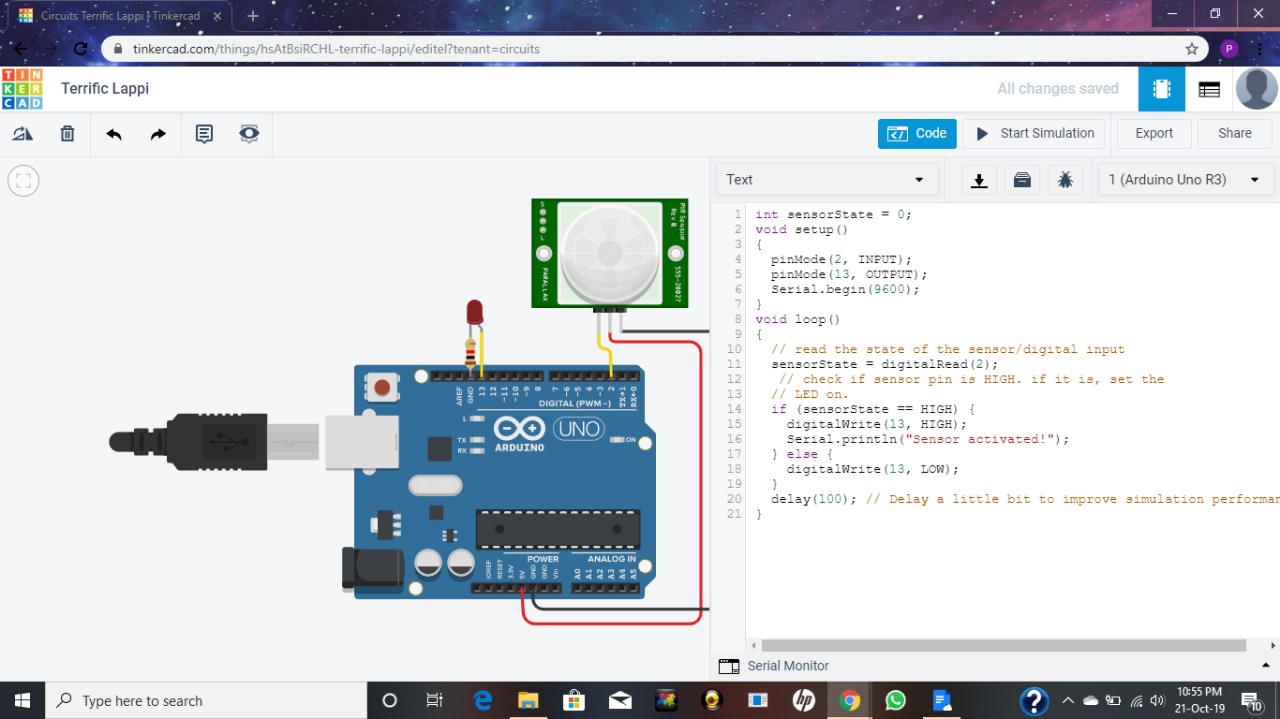 Circuits Terrific Lappi | Tinkercad
tinkercad.com/things/hsAtBsiRCHL-terrific-lappi/editel?tenant=circuits
P
TIN
KER
CAD
Terrific Lappi
All changes saved
Code
Start Simulation
Export
Share
Text
1 (Arduino Uno R3)
1 int sensorState = 0;
2 void setup()
3 {
4 pinMode(2, INPUT);
5 pinMode(13, OUTPUT);
6 Serial.begin(9600);
7 }
8 void loop()
9 {
10 // read the state of the sensor/digital input
11 sensorState = digitalRead(2);
12 // check if sensor pin is HIGH. if it is, set the
13 // LED on.
14 if (sensorState == HIGH) {
15 digitalWrite(13, HIGH);
16 Serial.println("Sensor activated!");
17 } else {
18 digitalWrite(13, LOW);
19 }
20 delay(100); // Delay a little bit to improve simulation performan
21 }
PIR Sensor
Rev B
555-28027
PARALLAX
AREF
GND
13
12
~11
~10
~9
8
7
~6
~5
4
~3
2
TX→1
RX←0
DIGITAL (PWM~)
L
TX
RX
ARDUINO
UNO
ON
POWER
ANALOG IN
IOREF
RESET
3.3V
5V
GND
GND
Vin
A0
A1
A2
A3
A4
A5
Serial Monitor
Type here to search
hp
10:55 PM
21-Oct-19
10